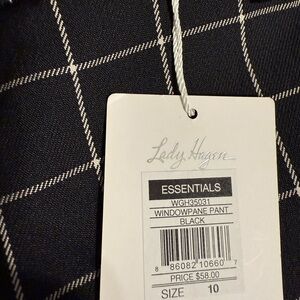 Lady Hagen
ESSENTIALS
WGH35031
WINDOWPANE PANT
BLACK
8 86082 10660 7
PRICE $58.00
SIZE 10